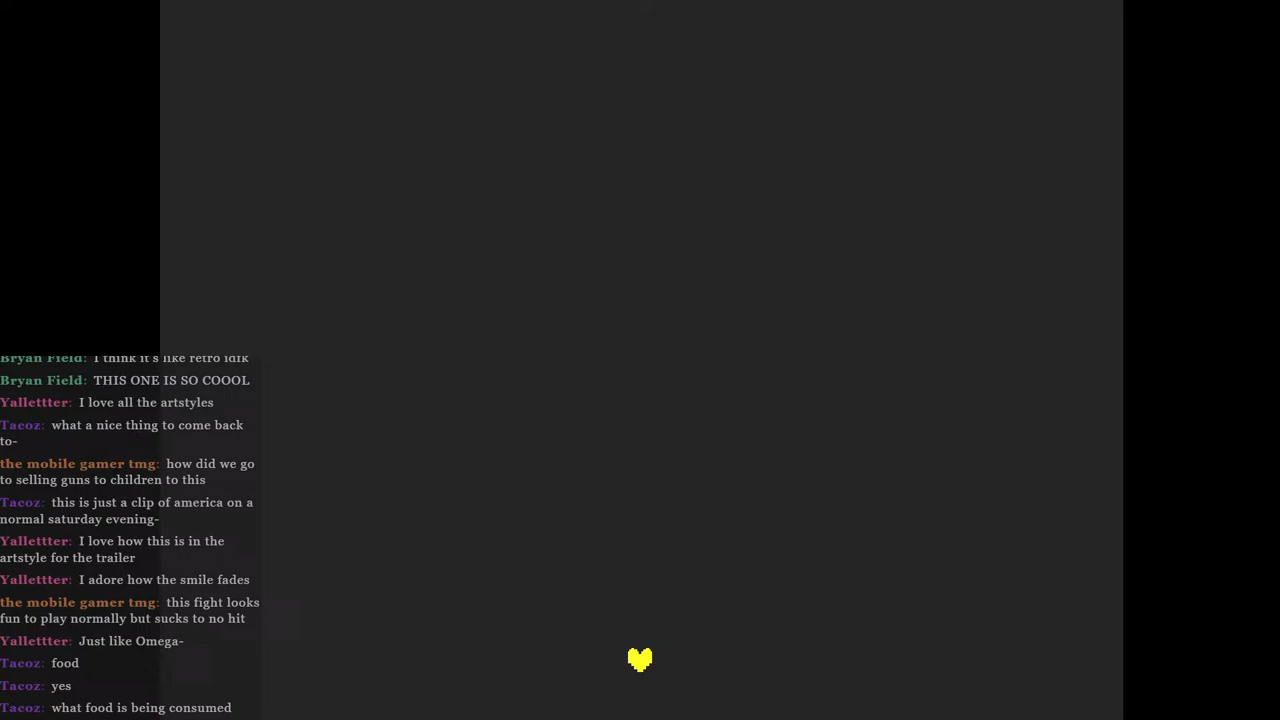 Bryan Field: I think it's like retro idfk
Bryan Field: THIS ONE IS SO COOOL
Yallettter: I love all the artstyles
Tacoz: what a nice thing to come back
to-
the mobile gamer tmg: how did we go
to selling guns to children to this
Tacoz: this is just a clip of america on a
normal saturday evening-
Yallettter: I love how this is in the
artstyle for the trailer
Yallettter: I adore how the smile fades
the mobile gamer tmg: this fight looks
fun to play normally but sucks to no hit
Yallettter: Just like Omega-
Tacoz: food
Tacoz: yes
Tacoz: what food is being consumed